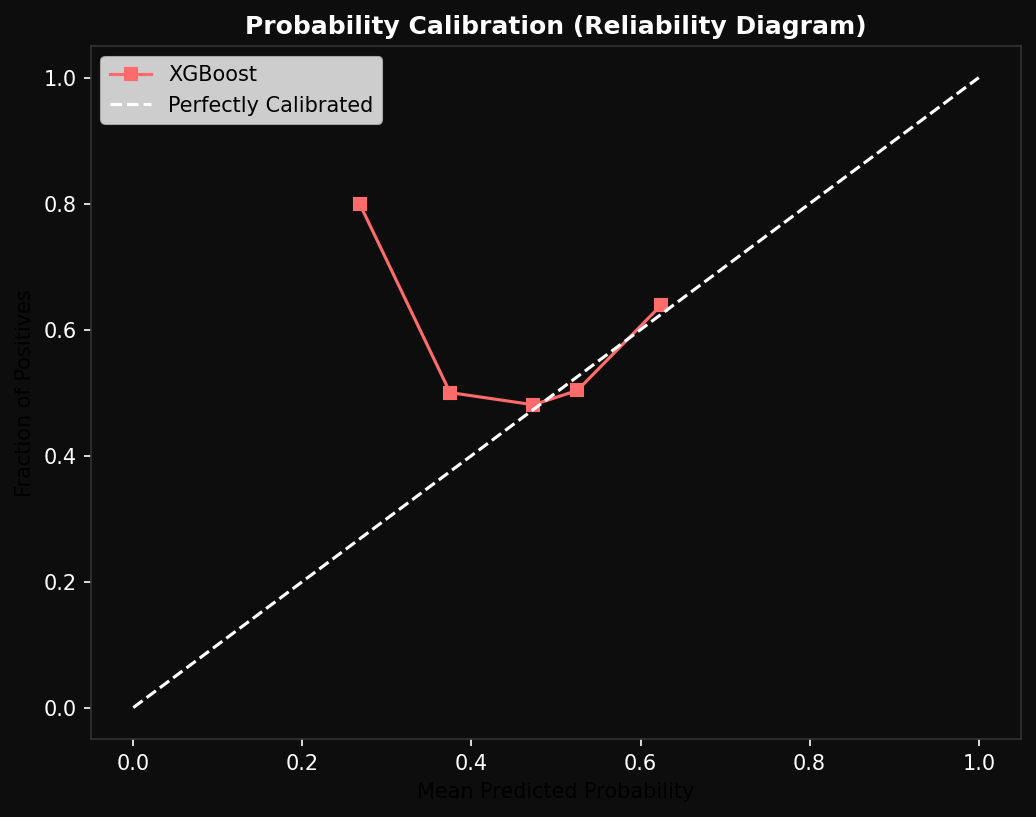 Probability Calibration (Reliability Diagram)
XGBoost
Perfectly Calibrated
1.0
0.8
0.6
0.4
0.2
0.0
Fraction of Positives
0.0 0.2 0.4 0.6 0.8 1.0
Mean Predicted Probability